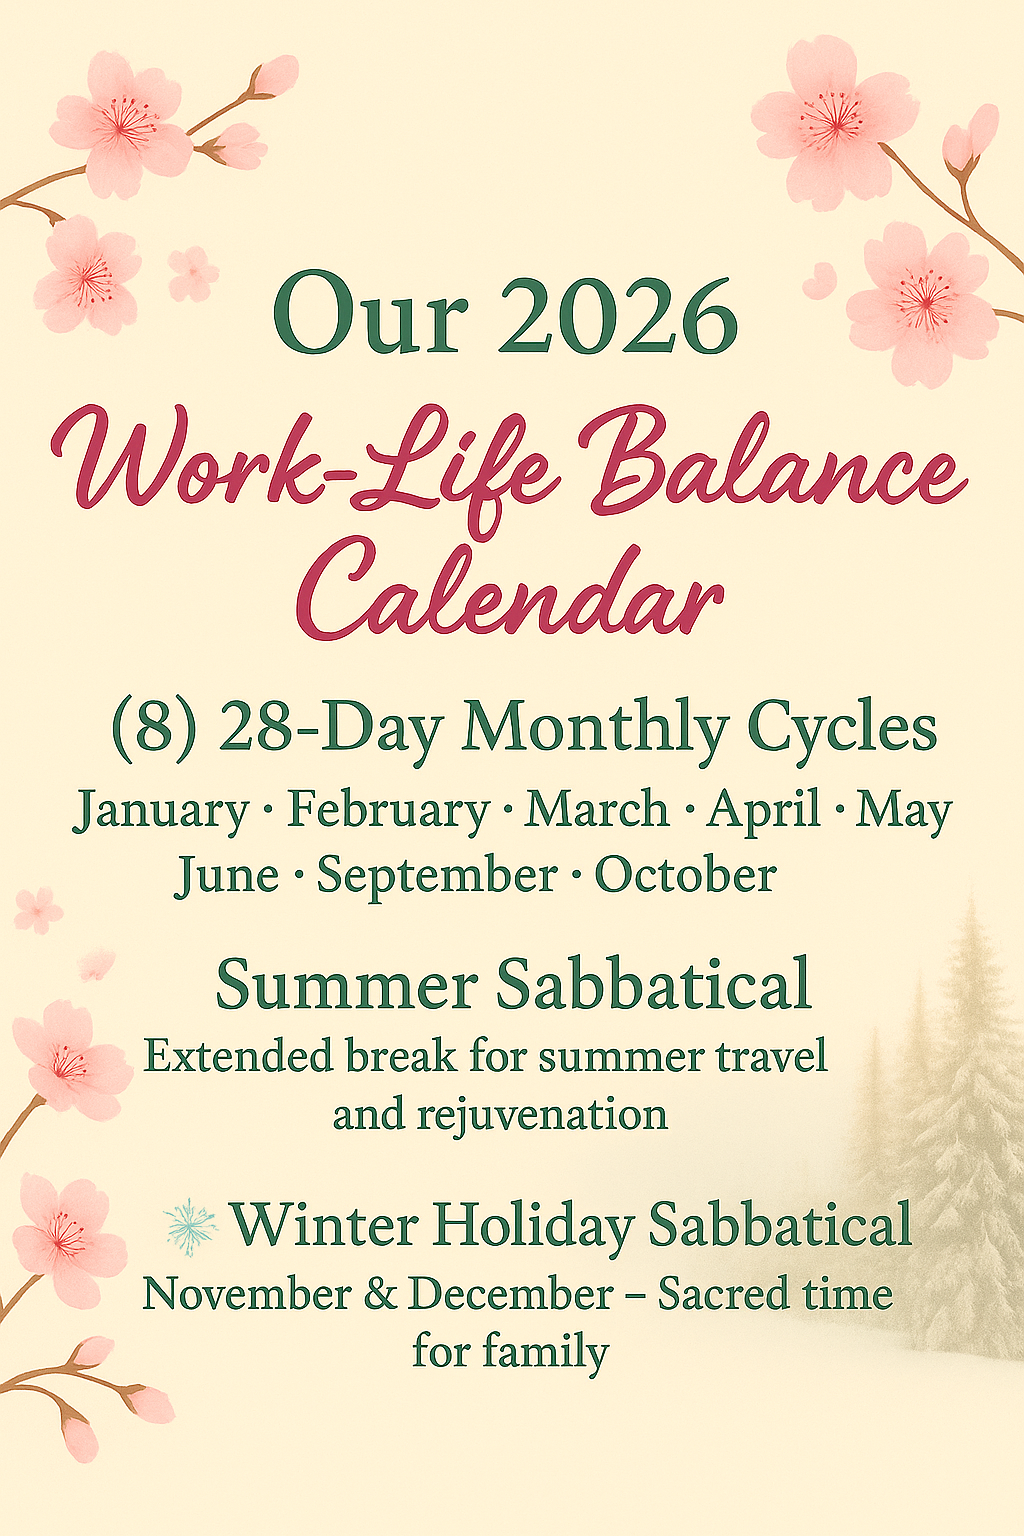 Our 2026
Work-Life Balance
Calendar
(8) 28-Day Monthly Cycles
January · February · March · April · May
June · September · October
Summer Sabbatical
Extended break for summer travel
and rejuvenation
Winter Holiday Sabbatical
November & December – Sacred time
for family